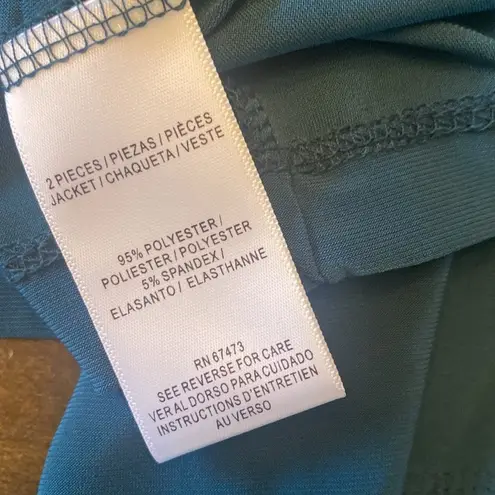 2 PIECES / PIEZAS / PIÈCES
JACKET / CHAQUETA / VESTE
95% POLYESTER /
POLIESTER / POLYESTER
5% SPANDEX /
ELASANTO / ELASTHANNE
RN 67473
SEE REVERSE FOR CARE
VER AL DORSO PARA CUIDADO
INSTRUCTIONS D'ENTRETIEN
AU VERSO